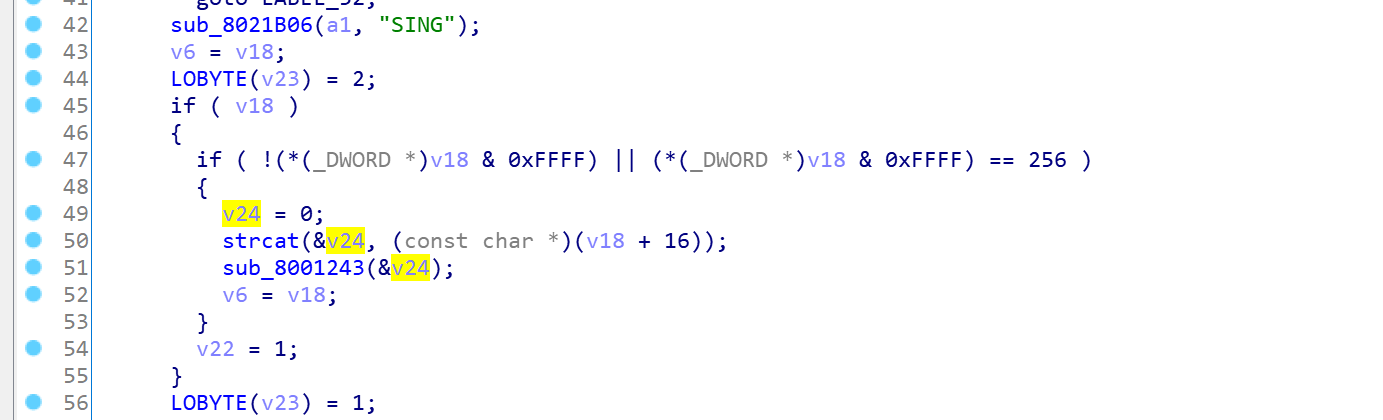 42 sub_8021B06(a1, "SING");
43 v6 = v18;
44 LOBYTE(v23) = 2;
45 if ( v18 )
46 {
47 if ( !(*(_DWORD *)v18 & 0xFFFF) || (*(_DWORD *)v18 & 0xFFFF) == 256 )
48 {
49 v24 = 0;
50 strcat(&v24, (const char *)(v18 + 16));
51 sub_8001243(&v24);
52 v6 = v18;
53 }
54 v22 = 1;
55 }
56 LOBYTE(v23) = 1;